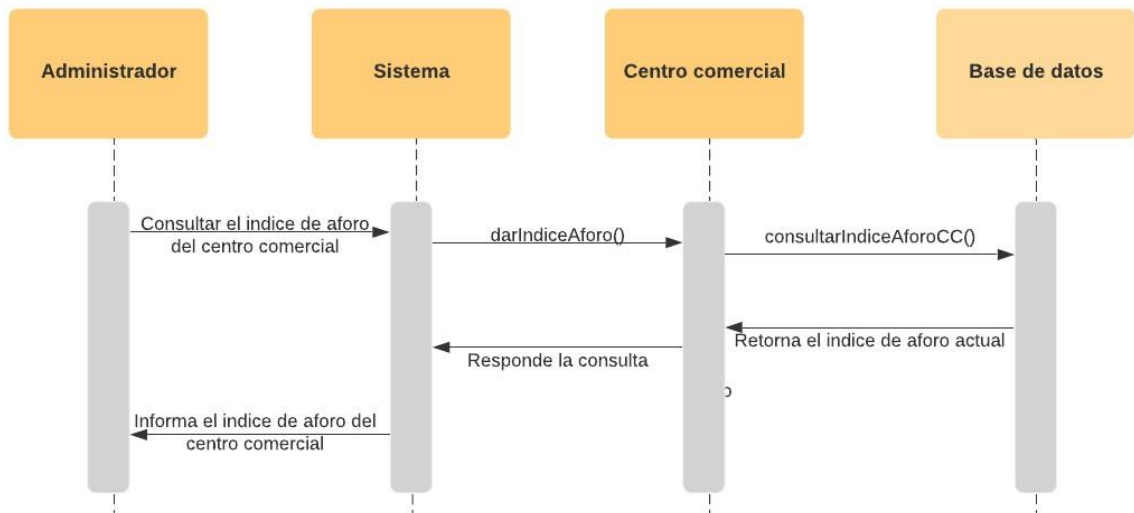 Administrador
Sistema
Centro comercial
Base de datos
Consultar el indice de aforo
del centro comercial
darIndiceAforo()
consultarIndiceAforoCC()
Retorna el indice de aforo actual
Responde la consulta
Informa el indice de aforo del
centro comercial